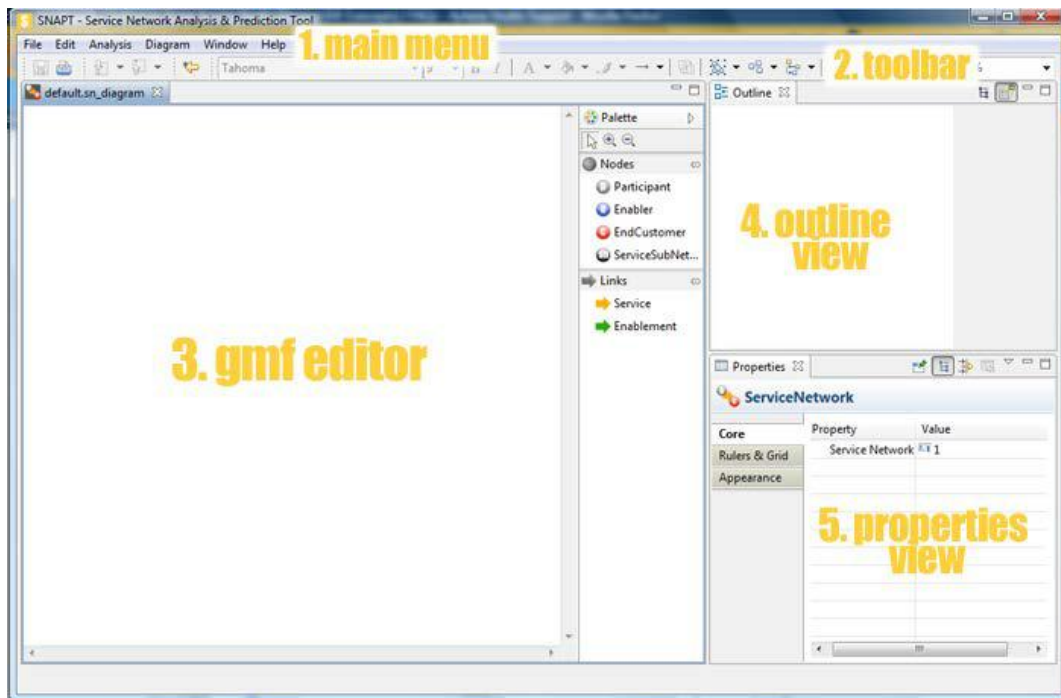 SNAPT - Service Network Analysis & Prediction Tool
File Edit Analysis Diagram Window Help
1. main menu
Tahoma
2. toolbar
default.sn_diagram
Palette
Nodes
Participant
Enabler
EndCustomer
ServiceSubNet...
Links
Service
Enablement
3. gmf editor
Outline
4. outline
view
Properties
ServiceNetwork
Core
Rulers & Grid
Appearance
Property Value
Service Network 1
5. properties
view